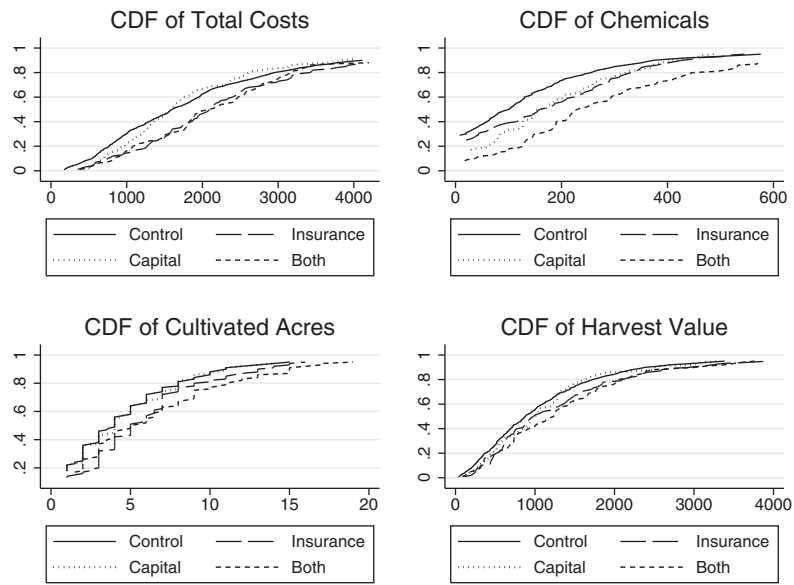 CDF of Total Costs
1
.8
.6
.4
.2
0
0 1000 2000 3000 4000
Control Insurance
Capital Both
CDF of Chemicals
1
.8
.6
.4
.2
0
0 200 400 600
Control Insurance
Capital Both
CDF of Cultivated Acres
1
.8
.6
.4
.2
0 5 10 15 20
Control Insurance
Capital Both
CDF of Harvest Value
1
.8
.6
.4
.2
0
0 1000 2000 3000 4000
Control Insurance
Capital Both